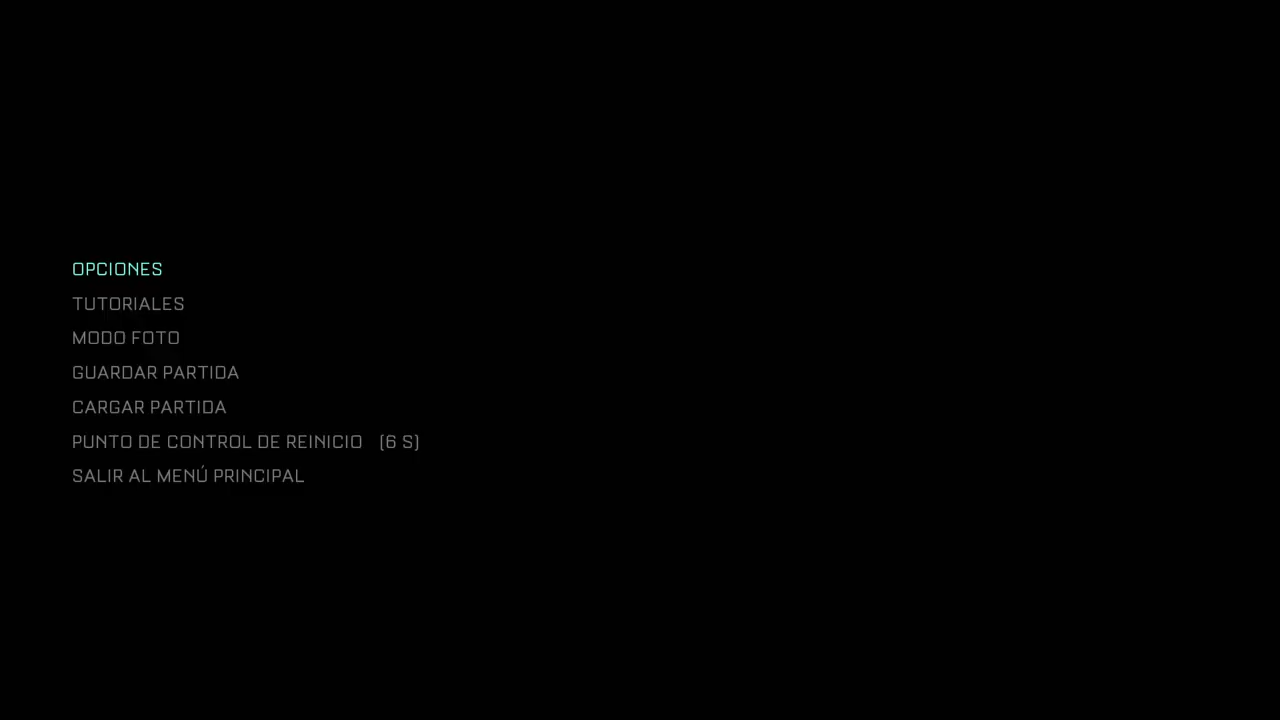 OPCIONES
TUTORIALES
MODO FOTO
GUARDAR PARTIDA
CARGAR PARTIDA
PUNTO DE CONTROL DE REINICIO (6 S)
SALIR AL MENÚ PRINCIPAL